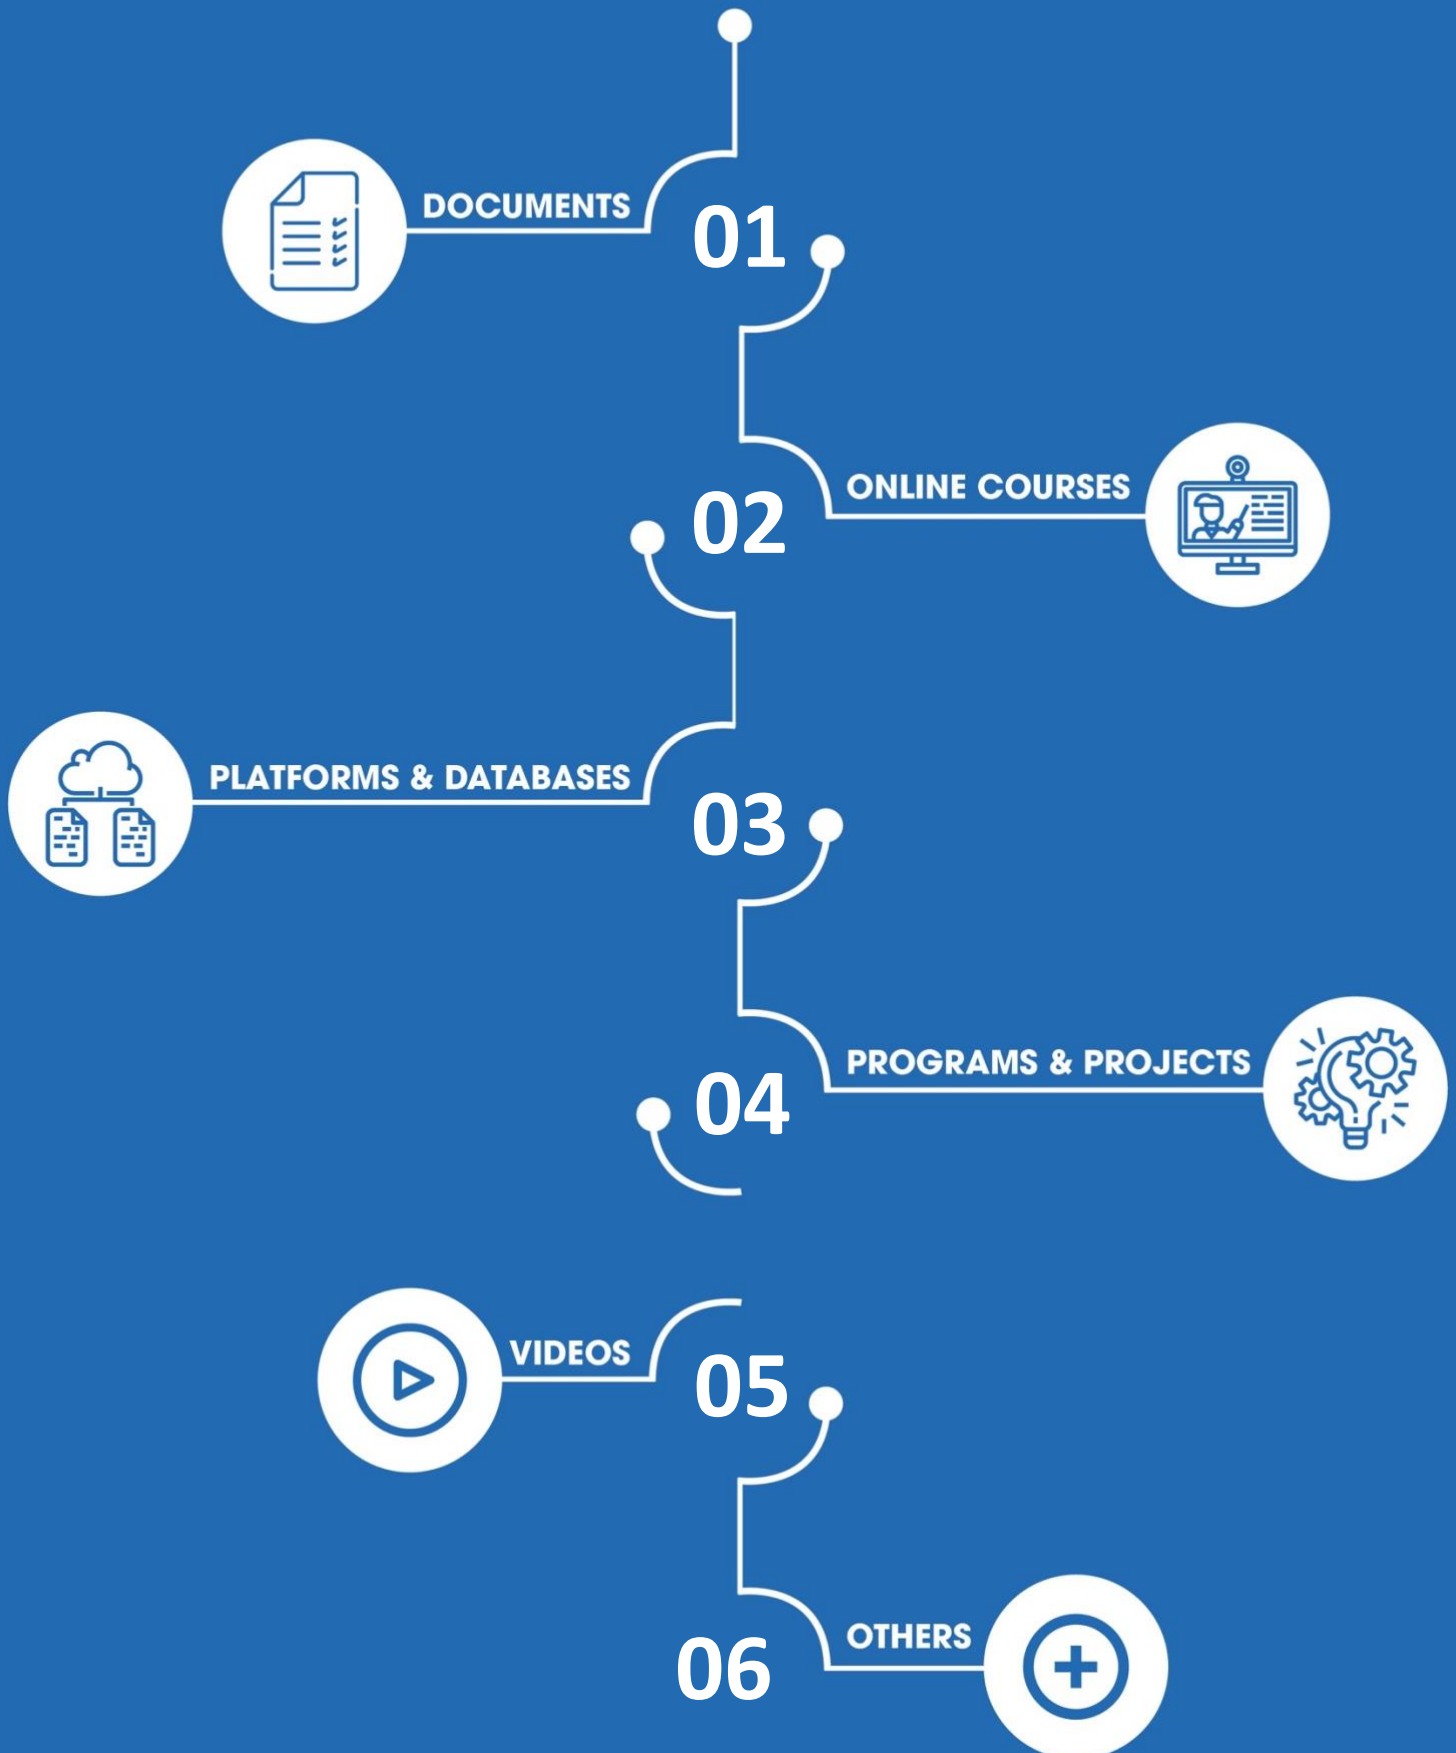 DOCUMENTS
01
ONLINE COURSES
02
PLATFORMS & DATABASES
03
PROGRAMS & PROJECTS
04
VIDEOS
05
OTHERS
06